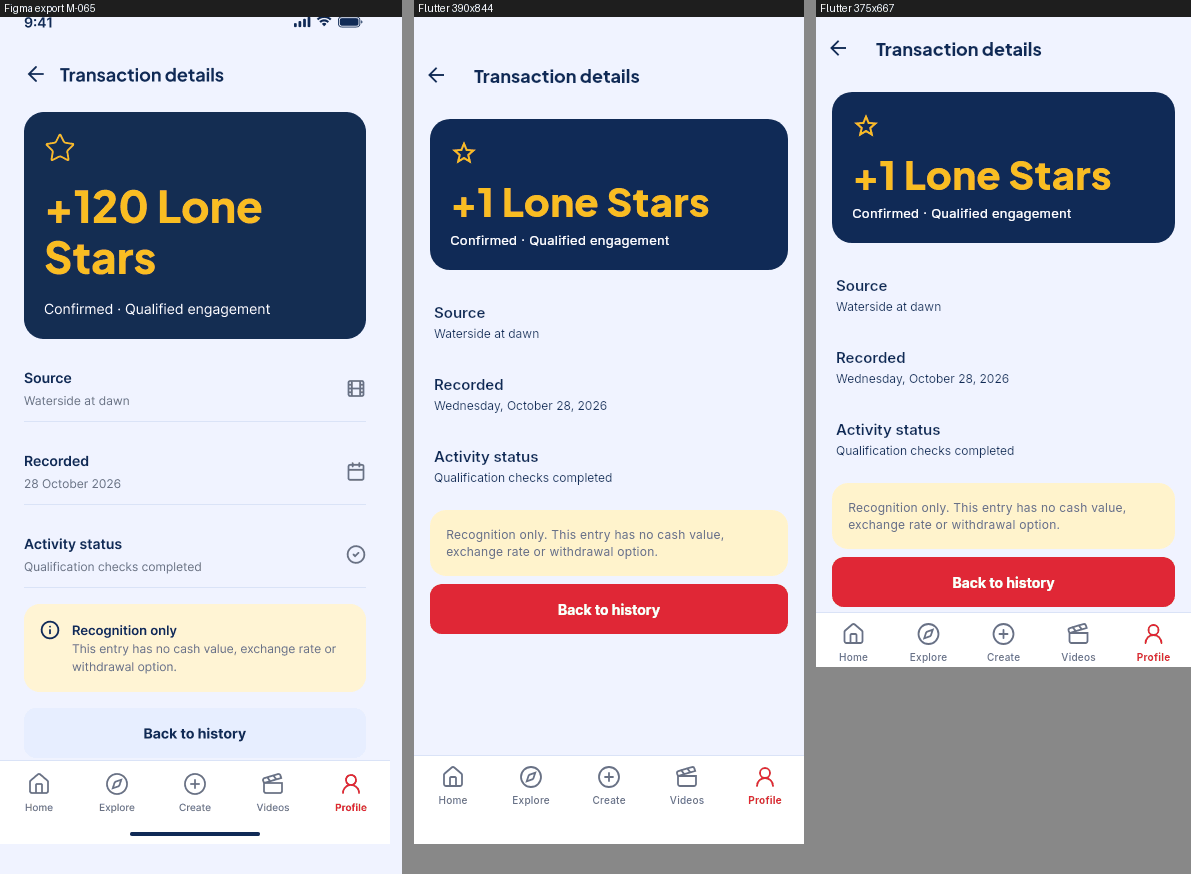 Figma export M-065
9:41
Transaction details
+120 Lone
Stars
Confirmed · Qualified engagement
Source
Waterside at dawn
Recorded
28 October 2026
Activity status
Qualification checks completed
Recognition only
This entry has no cash value, exchange rate or
withdrawal option.
Back to history
Home
Explore
Create
Videos
Profile
Flutter 390x844
Transaction details
+1 Lone Stars
Confirmed · Qualified engagement
Source
Waterside at dawn
Recorded
Wednesday, October 28, 2026
Activity status
Qualification checks completed
Recognition only. This entry has no cash value,
exchange rate or withdrawal option.
Back to history
Home
Explore
Create
Videos
Profile
Flutter 375x667
Transaction details
+1 Lone Stars
Confirmed · Qualified engagement
Source
Waterside at dawn
Recorded
Wednesday, October 28, 2026
Activity status
Qualification checks completed
Recognition only. This entry has no cash value,
exchange rate or withdrawal option.
Back to history
Home
Explore
Create
Videos
Profile